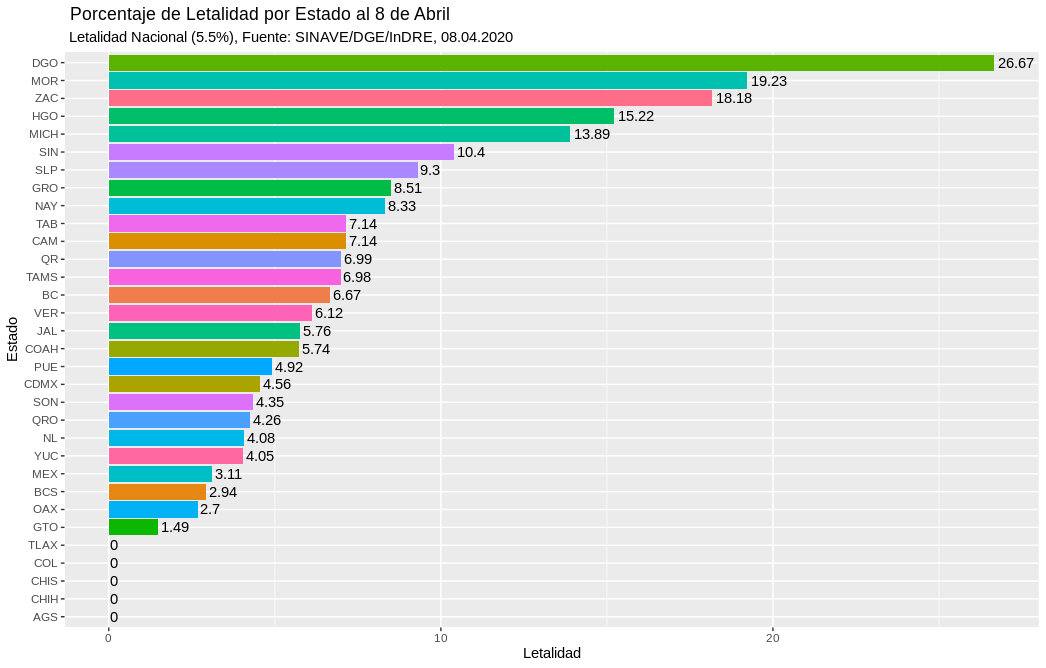 Porcentaje de Letalidad por Estado al 8 de Abril
Letalidad Nacional (5.5%), Fuente: SINAVE/DGE/InDRE, 08.04.2020
DGO 26.67
MOR 19.23
ZAC 18.18
HGO 15.22
MICH 13.89
SIN 10.4
SLP 9.3
GRO 8.51
NAY 8.33
TAB 7.14
CAM 7.14
QR 6.99
TAMS 6.98
BC 6.67
VER 6.12
JAL 5.76
COAH 5.74
PUE 4.92
CDMX 4.56
SON 4.35
QRO 4.26
NL 4.08
YUC 4.05
MEX 3.11
BCS 2.94
OAX 2.7
GTO 1.49
TLAX 0
COL 0
CHIS 0
CHIH 0
AGS 0
Estado
0 10 20
Letalidad